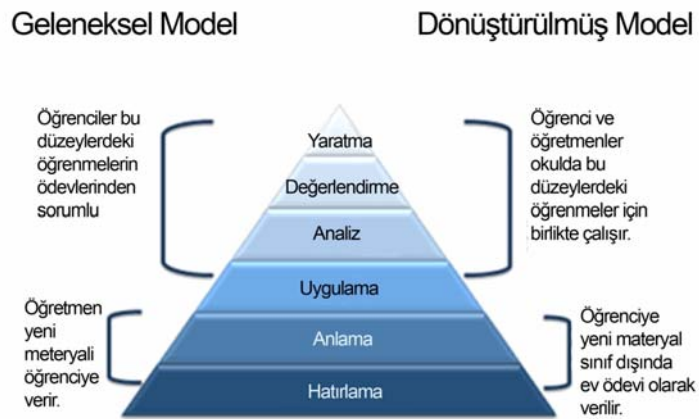 Geleneksel Model
Dönüştürülmüş Model
Öğrenciler bu
düzeylerdeki
öğrenmelerin
ödevlerinden
sorumlu
Öğretmen
yeni
meteryali
öğrenciye
verir.
Yaratma
Değerlendirme
Analiz
Uygulama
Anlama
Hatırlama
Öğrenci ve
öğretmenler
okulda bu
düzeylerdeki
öğrenmeler için
birlikte çalışır.
Öğrenciye
yeni materyal
sınıf dışında
ev ödevi olarak
verilir.